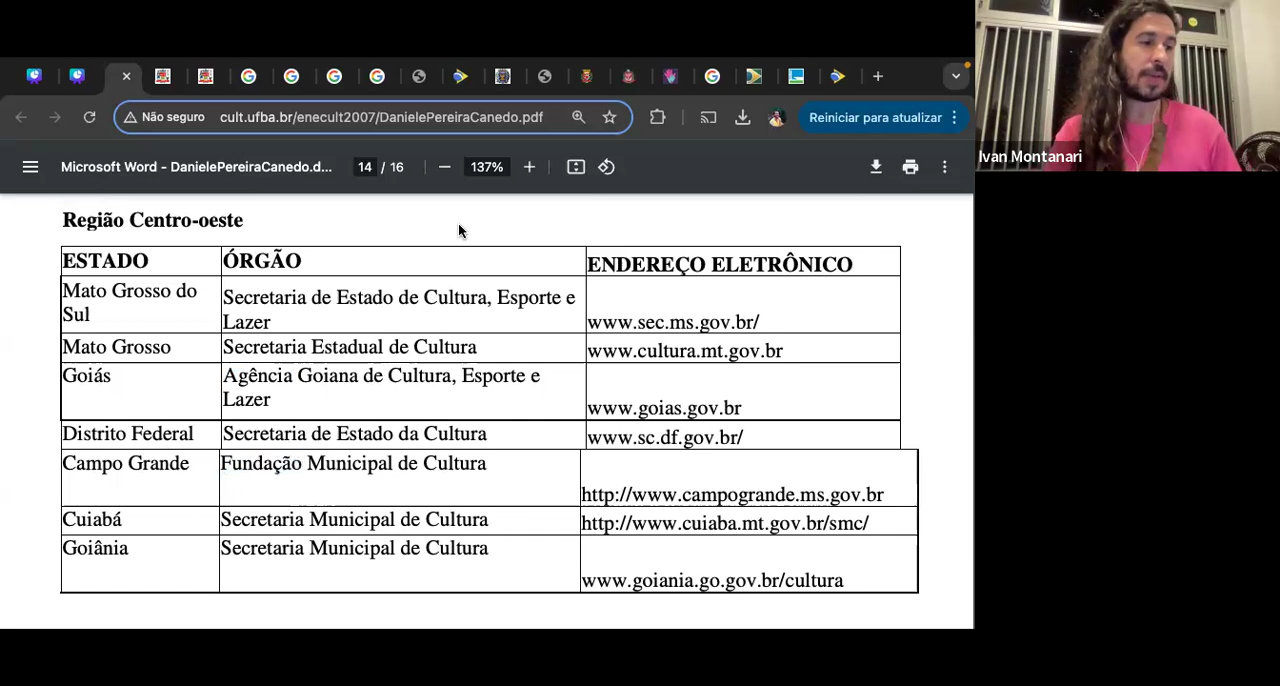 Não seguro cult.ufba.br/enecult2007/DanielePereiraCanedo.pdf
Reiniciar para atualizar
Microsoft Word - DanielePereiraCanedo.d...
14 / 16
137%
Ivan Montanari
Região Centro-oeste
ESTADO ÓRGÃO ENDEREÇO ELETRÔNICO
Mato Grosso do
Sul
Secretaria de Estado de Cultura, Esporte e
Lazer
www.sec.ms.gov.br/
Mato Grosso Secretaria Estadual de Cultura www.cultura.mt.gov.br
Goiás
Agência Goiana de Cultura, Esporte e
Lazer
www.goias.gov.br
Distrito Federal Secretaria de Estado da Cultura www.sc.df.gov.br/
Campo Grande Fundação Municipal de Cultura
http://www.campogrande.ms.gov.br
Cuiabá Secretaria Municipal de Cultura http://www.cuiaba.mt.gov.br/smc/
Goiânia Secretaria Municipal de Cultura
www.goiania.go.gov.br/cultura